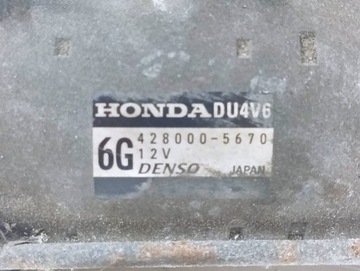 HONDA DU4V6
6G 428000-5670
12V
DENSO JAPAN